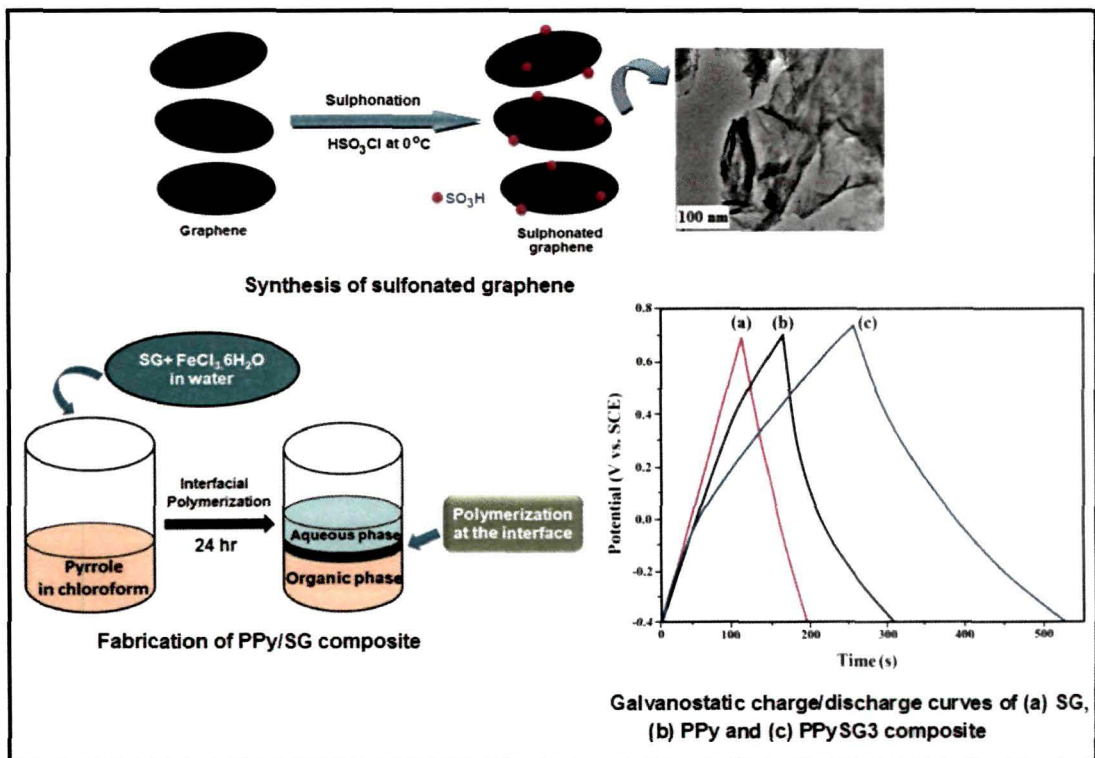 Sulphonation
HSO₃Cl at 0°C
SO₃H
Graphene
Sulphonated
graphene
100 nm
Synthesis of sulfonated graphene
SG+ FeCl₃.6H₂O
in water
Interfacial
Polymerization
24 hr
Pyrrole
in chloroform
Aqueous phase
Organic phase
Polymerization
at the interface
Fabrication of PPy/SG composite
(a) (b) (c)
0.8
0.6
0.4
0.2
0.0
-0.2
-0.4
0 100 200 300 400 500
Potential (V vs. SCE)
Time (s)
Galvanostatic charge/discharge curves of (a) SG,
(b) PPy and (c) PPySG3 composite